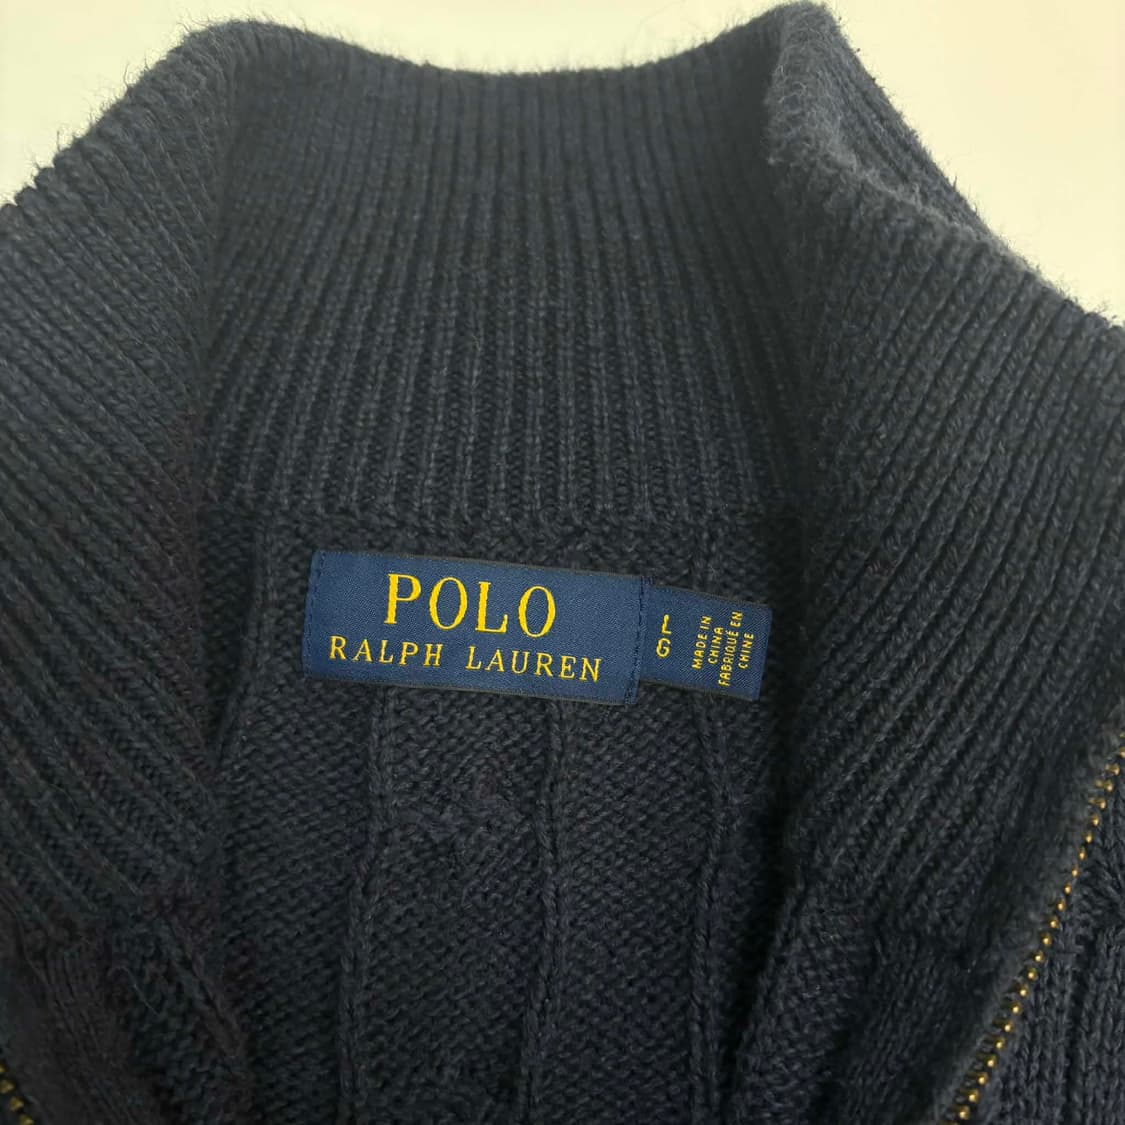 POLO
RALPH LAUREN
L
G
MADE IN
CHINA
FABRIQUÉ EN
CHINE